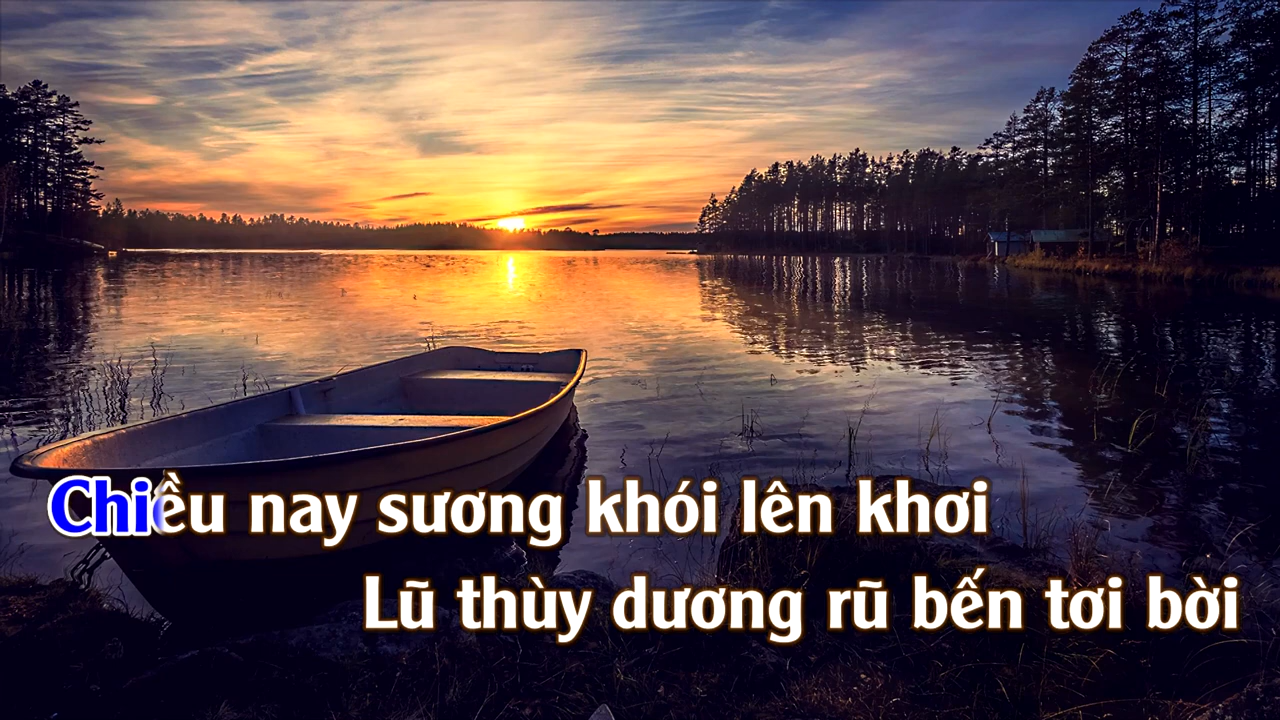 Chiều nay sương khói lên khơi
Lũ thùy dương rũ bến tơi bời